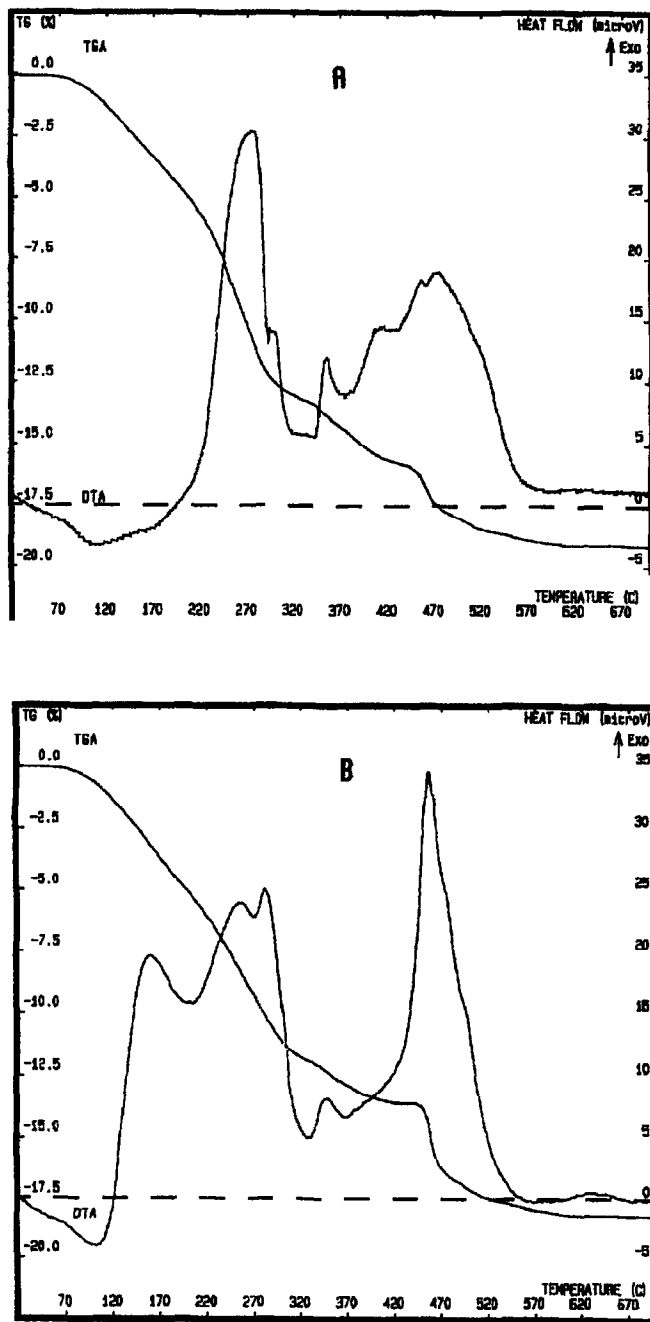 TG (%) HEAT FLOW (microV)
TGA Exo
A
0.0 35
-2.5 30
-5.0 25
-7.5 20
-10.0 15
-12.5 10
-15.0 5
-17.5 DTA 0
-20.0 -5
TEMPERATURE (C)
70 120 170 220 270 320 370 420 470 520 570 620 670
TG (%) HEAT FLOW (microV)
TGA Exo
B
0.0 35
-2.5 30
-5.0 25
-7.5 20
-10.0 15
-12.5 10
-15.0 5
-17.5 0
DTA
-20.0 -5
TEMPERATURE (C)
70 120 170 220 270 320 370 420 470 520 570 620 670